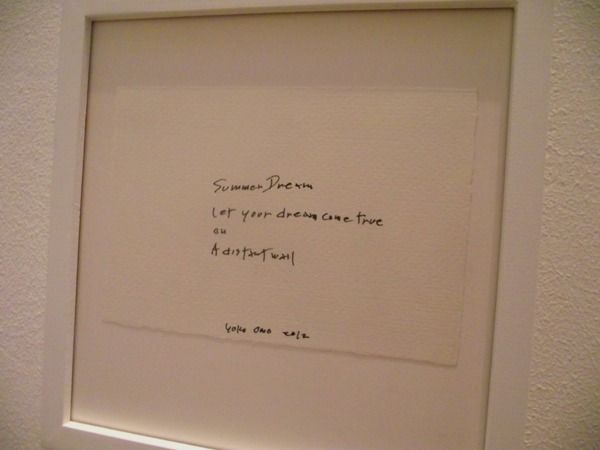 Summer Dream
Let your dream come true
on
A distant wall
yoko ono 2012